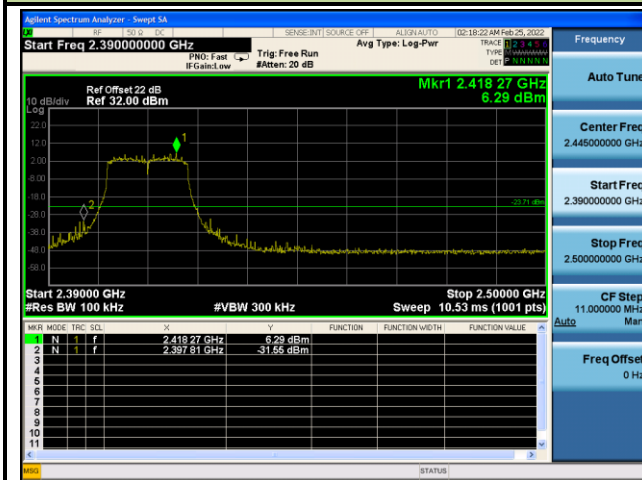 Agilent Spectrum Analyzer - Swept SA
RF 50 Ω DC SENSE:INT SOURCE OFF ALIGN AUTO 02:18:22 AM Feb 25, 2022
Start Freq 2.390000000 GHz
PNO: Fast
IFGain:Low
Trig: Free Run
#Atten: 20 dB
Avg Type: Log-Pwr
TRACE 1 2 3 4 5 6
TYPE M
DET P N N N N N
Ref Offset 22 dB
10 dB/div Ref 32.00 dBm
Log
Mkr1 2.418 27 GHz
6.29 dBm
22.0
12.0
2.00
-8.00
-18.0
-28.0
-38.0
-48.0
-58.0
1
2
-23.71 dBm
Start 2.39000 GHz
Stop 2.50000 GHz
#Res BW 100 kHz #VBW 300 kHz Sweep 10.53 ms (1001 pts)
MKR MODE TRC SCL X Y FUNCTION FUNCTION WIDTH FUNCTION VALUE
1 N 1 f 2.418 27 GHz 6.29 dBm
2 N 1 f 2.397 81 GHz -31.55 dBm
3
4
5
6
7
8
9
10
11
MSG STATUS
Frequency
Auto Tune
Center Freq
2.445000000 GHz
Start Freq
2.390000000 GHz
Stop Freq
2.500000000 GHz
CF Step
11.000000 MHz
Auto Man
Freq Offset
0 Hz